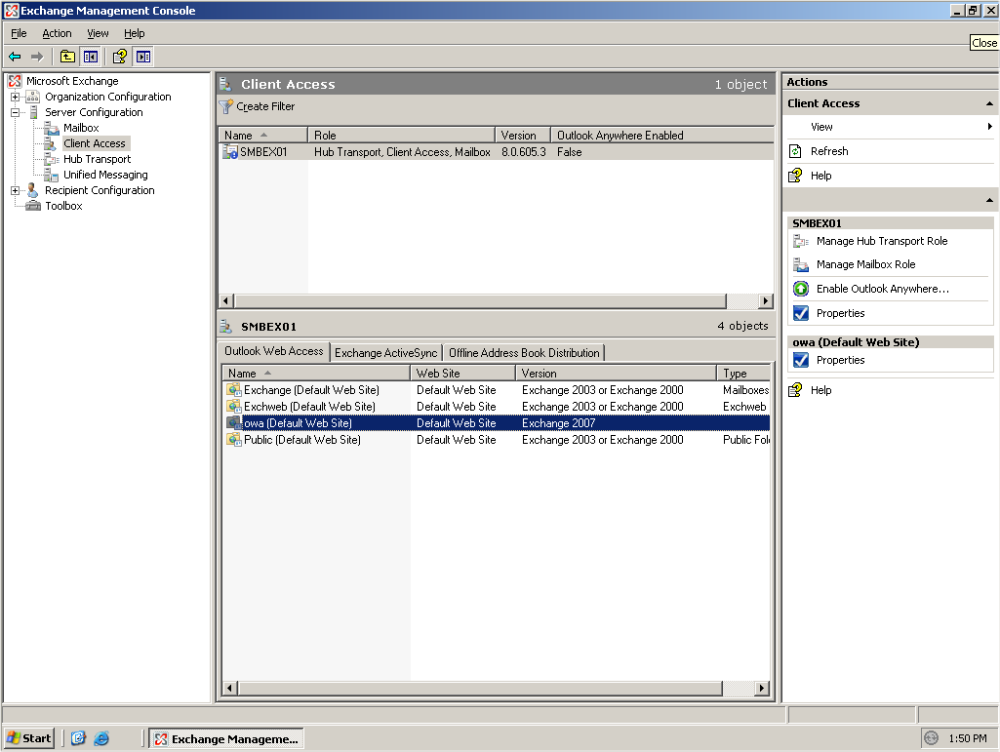 Exchange Management Console
File Action View Help
Close
Microsoft Exchange
Organization Configuration
Server Configuration
Mailbox
Client Access
Hub Transport
Unified Messaging
Recipient Configuration
Toolbox
Client Access 1 object
Create Filter
Name Role Version Outlook Anywhere Enabled
SMBEX01 Hub Transport, Client Access, Mailbox 8.0.605.3 False
SMBEX01 4 objects
Outlook Web Access Exchange ActiveSync Offline Address Book Distribution
Name Web Site Version Type
Exchange (Default Web Site) Default Web Site Exchange 2003 or Exchange 2000 Mailboxes
Exchweb (Default Web Site) Default Web Site Exchange 2003 or Exchange 2000 Exchweb
owa (Default Web Site) Default Web Site Exchange 2007
Public (Default Web Site) Default Web Site Exchange 2003 or Exchange 2000 Public Fol
Actions
Client Access
View
Refresh
Help
SMBEX01
Manage Hub Transport Role
Manage Mailbox Role
Enable Outlook Anywhere...
Properties
owa (Default Web Site)
Properties
Help
Start Exchange Manageme... 1:50 PM